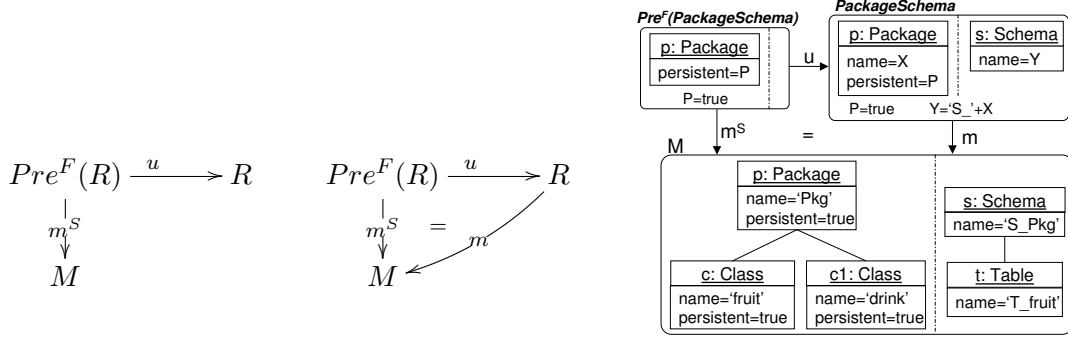 Pre^F(R) u R
m^S
M
Pre^F(R) u R
m^S = m
M
Pre^F(PackageSchema)
p: Package
persistent=P
P=true
u
PackageSchema
p: Package
name=X
persistent=P
s: Schema
name=Y
P=true Y='S_'+X
m^S = m
M
p: Package
name='Pkg'
persistent=true
c: Class
name='fruit'
persistent=true
c1: Class
name='drink'
persistent=true
s: Schema
name='S_Pkg'
t: Table
name='T_fruit'